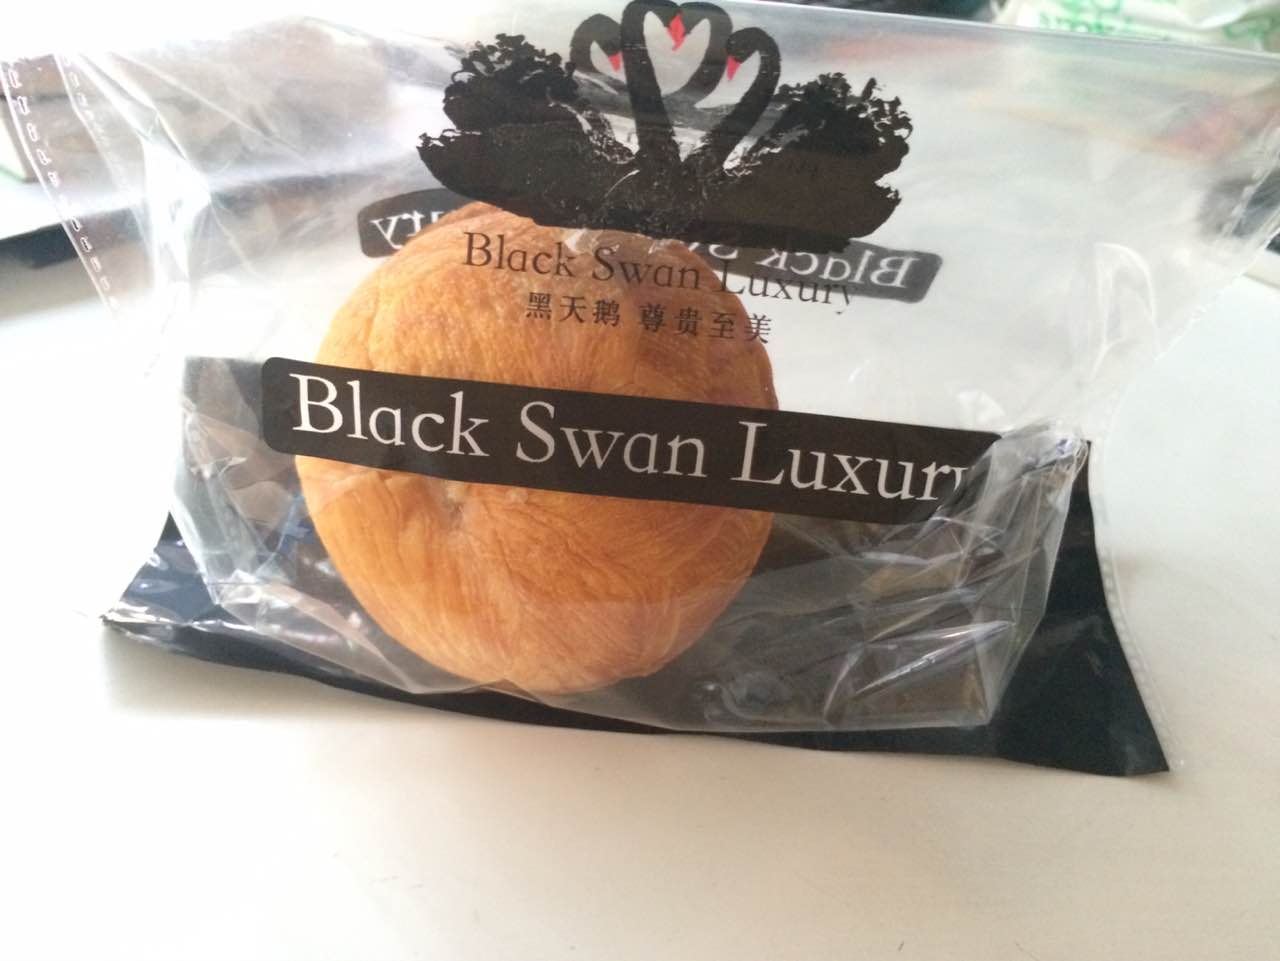 Black Swan Luxury
黑天鹅 尊贵至美
Black Swan Luxury